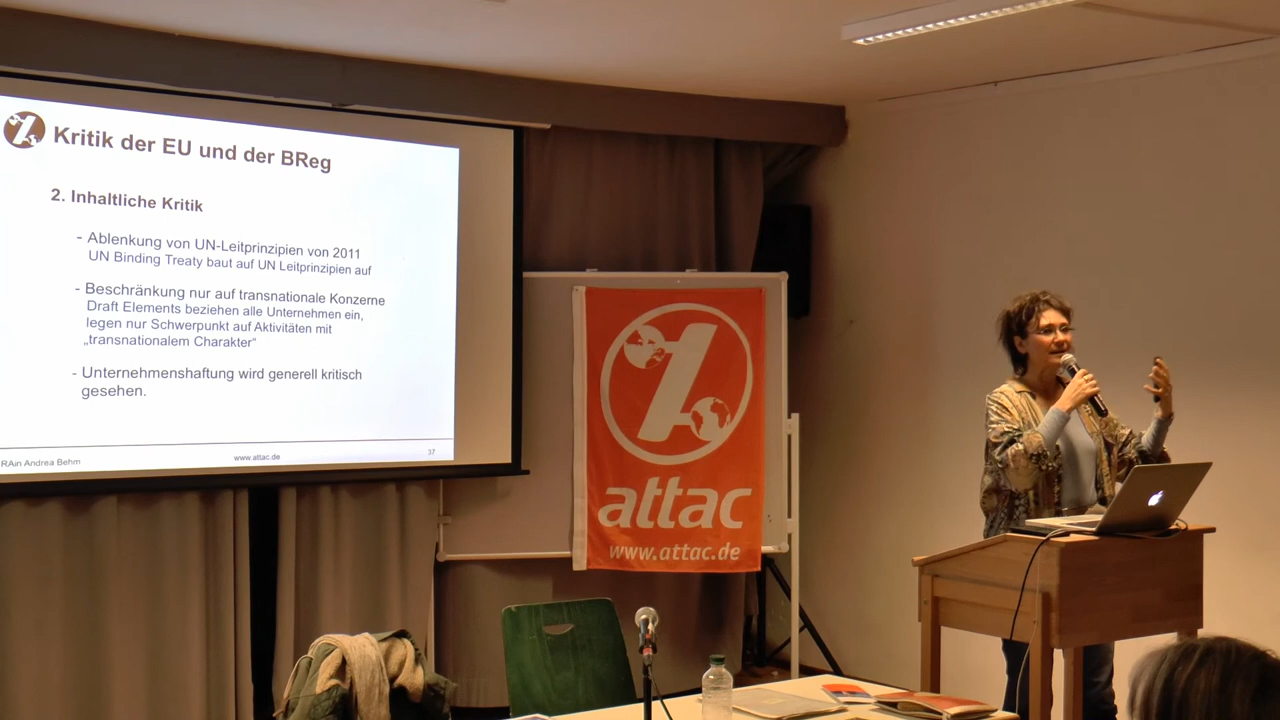 Kritik der EU und der BReg
2. Inhaltliche Kritik
- Ablenkung von UN-Leitprinzipien von 2011
UN Binding Treaty baut auf UN Leitprinzipien auf
- Beschränkung nur auf transnationale Konzerne
Draft Elements beziehen alle Unternehmen ein,
legen nur Schwerpunkt auf Aktivitäten mit
„transnationalem Charakter“
- Unternehmenshaftung wird generell kritisch
gesehen.
RAin Andrea Behm
www.attac.de
37
attac
www.attac.de